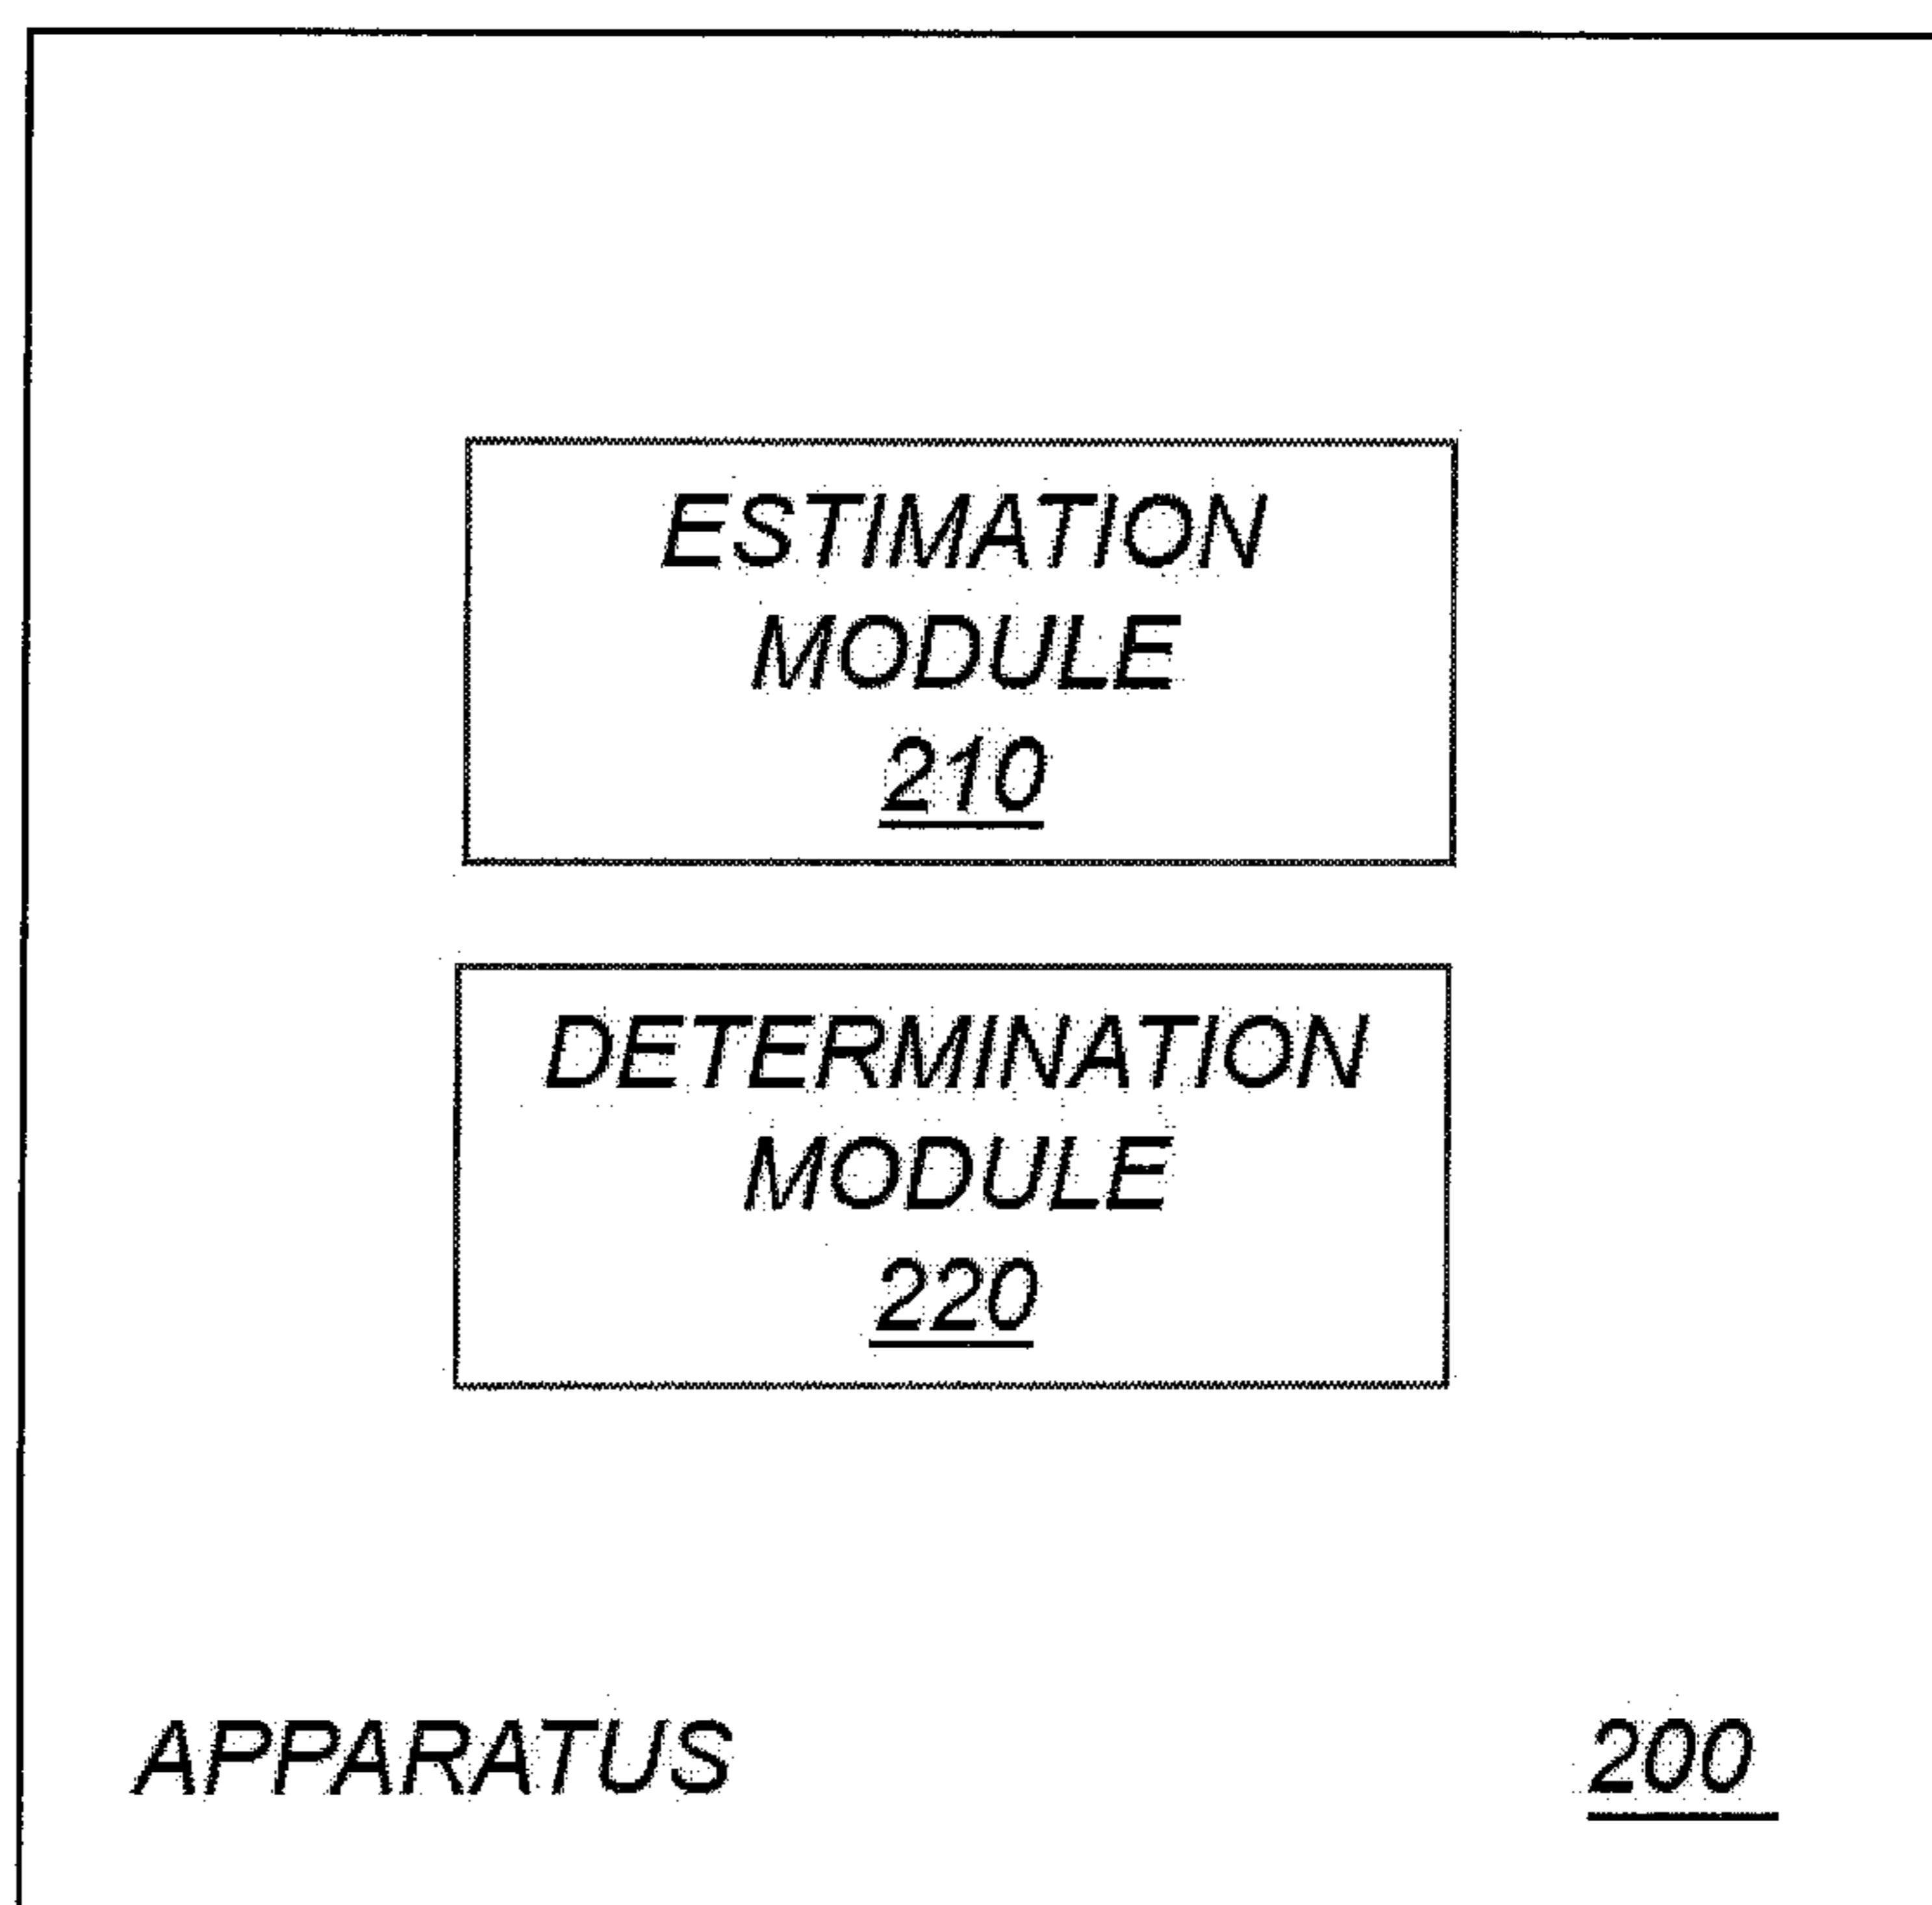 ESTIMATION
MODULE
210
DETERMINATION
MODULE
220
APPARATUS 200